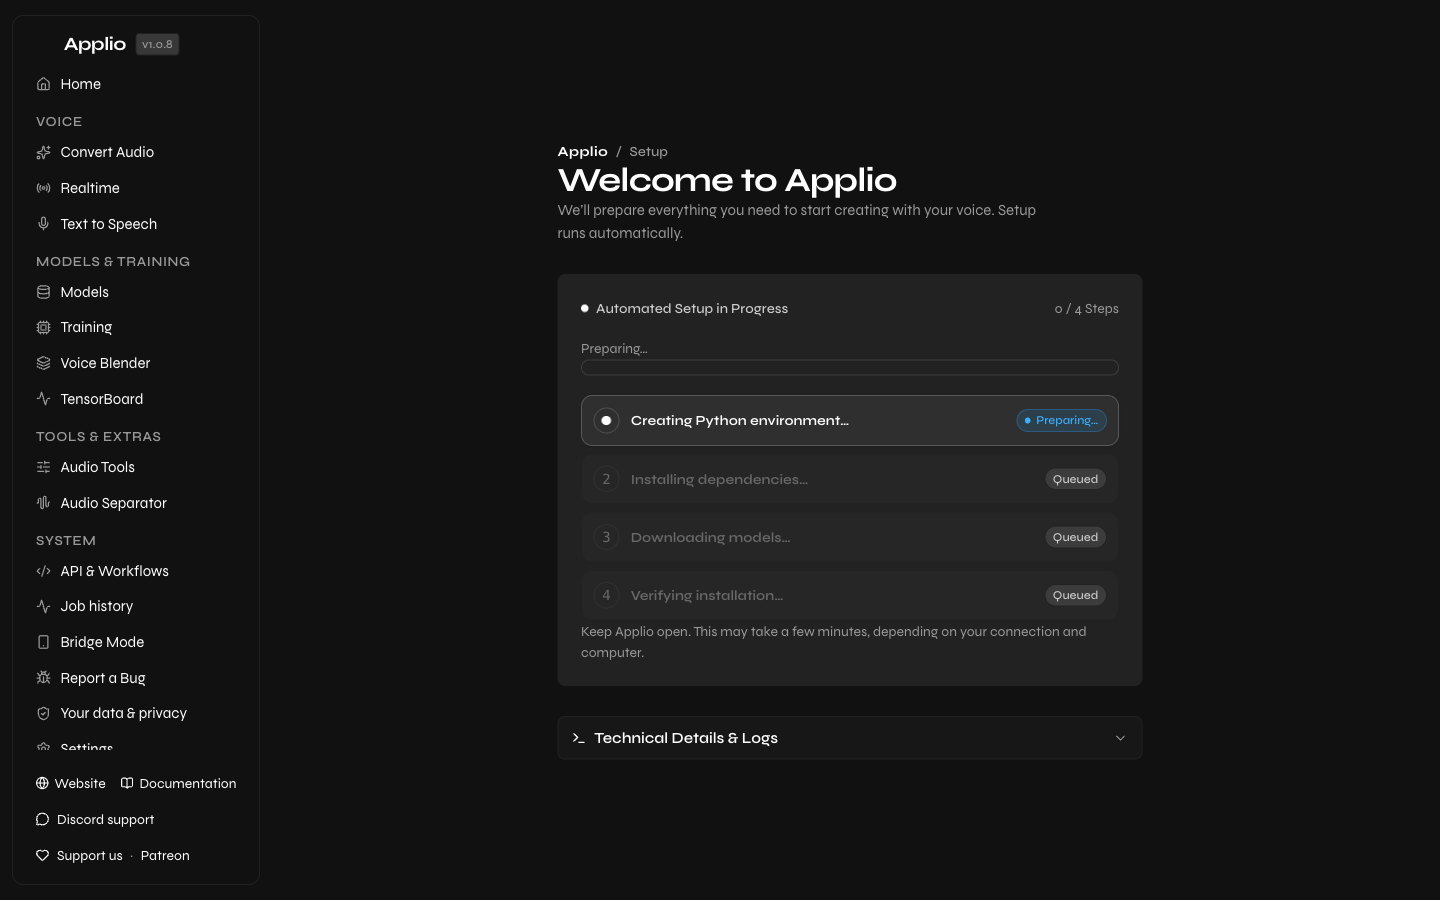 Applio v1.0.8
Home
VOICE
Convert Audio
Realtime
Text to Speech
MODELS & TRAINING
Models
Training
Voice Blender
TensorBoard
TOOLS & EXTRAS
Audio Tools
Audio Separator
SYSTEM
API & Workflows
Job history
Bridge Mode
Report a Bug
Your data & privacy
Settings
Website Documentation
Discord support
Support us · Patreon
Applio / Setup
Welcome to Applio
We'll prepare everything you need to start creating with your voice. Setup
runs automatically.
Automated Setup in Progress 0 / 4 Steps
Preparing...
Creating Python environment... Preparing...
2 Installing dependencies... Queued
3 Downloading models... Queued
4 Verifying installation... Queued
Keep Applio open. This may take a few minutes, depending on your connection and
computer.
Technical Details & Logs